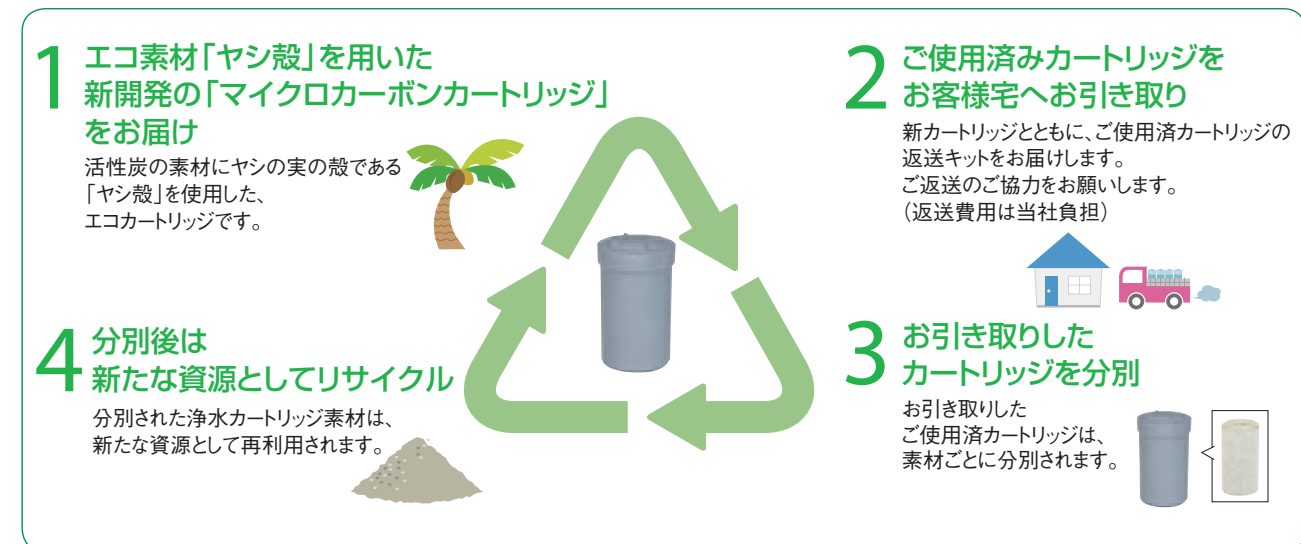 1
エコ素材「ヤシ殻」を用いた
新開発の「マイクロカーボンカートリッジ」
をお届け
活性炭の素材にヤシの実の殻である
「ヤシ殻」を使用した、
エコカートリッジです。
2
ご使用済みカートリッジを
お客様宅へお引き取り
新カートリッジとともに、ご使用済カートリッジの
返送キットをお届けします。
ご返送のご協力をお願いします。
（返送費用は当社負担）
3
お引き取りした
カートリッジを分別
お引き取りした
ご使用済カートリッジは、
素材ごとに分別されます。
4
分別後は
新たな資源としてリサイクル
分別された浄水カートリッジ素材は、
新たな資源として再利用されます。